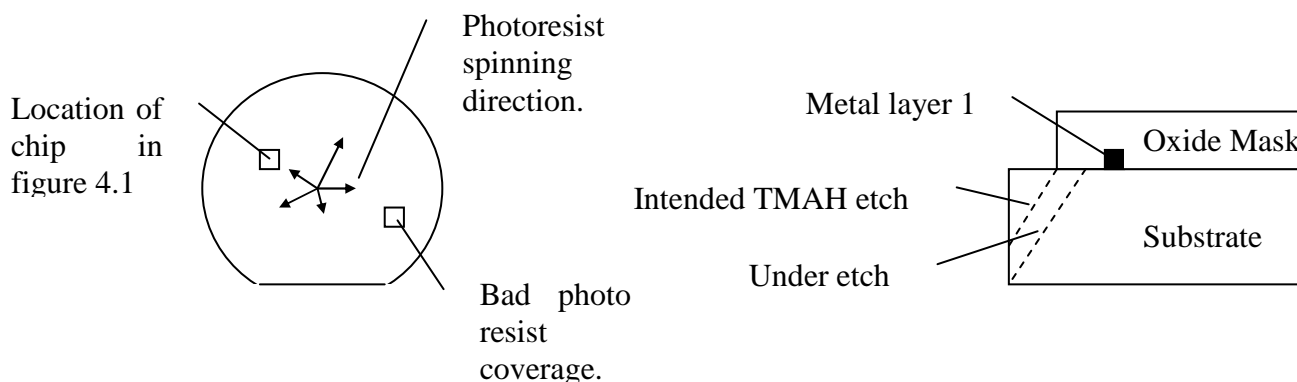 Location of
chip in
figure 4.1
Photoresist
spinning
direction.
Bad photo
resist
coverage.
Metal layer 1
Oxide Mask
Intended TMAH etch
Substrate
Under etch